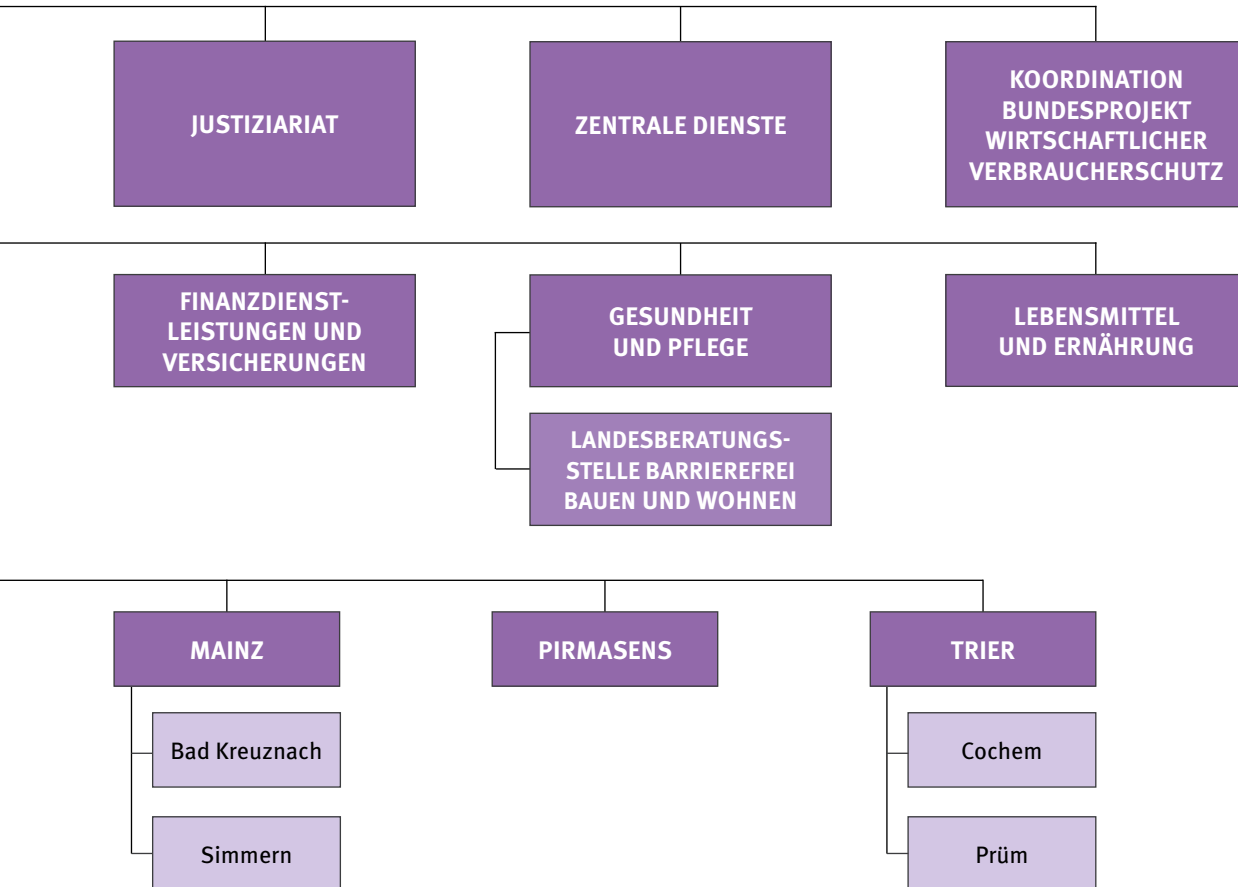 JUSTIZIARIAT
ZENTRALE DIENSTE
KOORDINATION
BUNDESPROJEKT
WIRTSCHAFTLICHER
VERBRAUCHERSCHUTZ
FINANZDIENST-
LEISTUNGEN UND
VERSICHERUNGEN
GESUNDHEIT
UND PFLEGE
LEBENSMITTEL
UND ERNÄHRUNG
LANDESBERATUNGS-
STELLE BARRIEREFREI
BAUEN UND WOHNEN
MAINZ
PIRMASENS
TRIER
Bad Kreuznach
Cochem
Simmern
Prüm